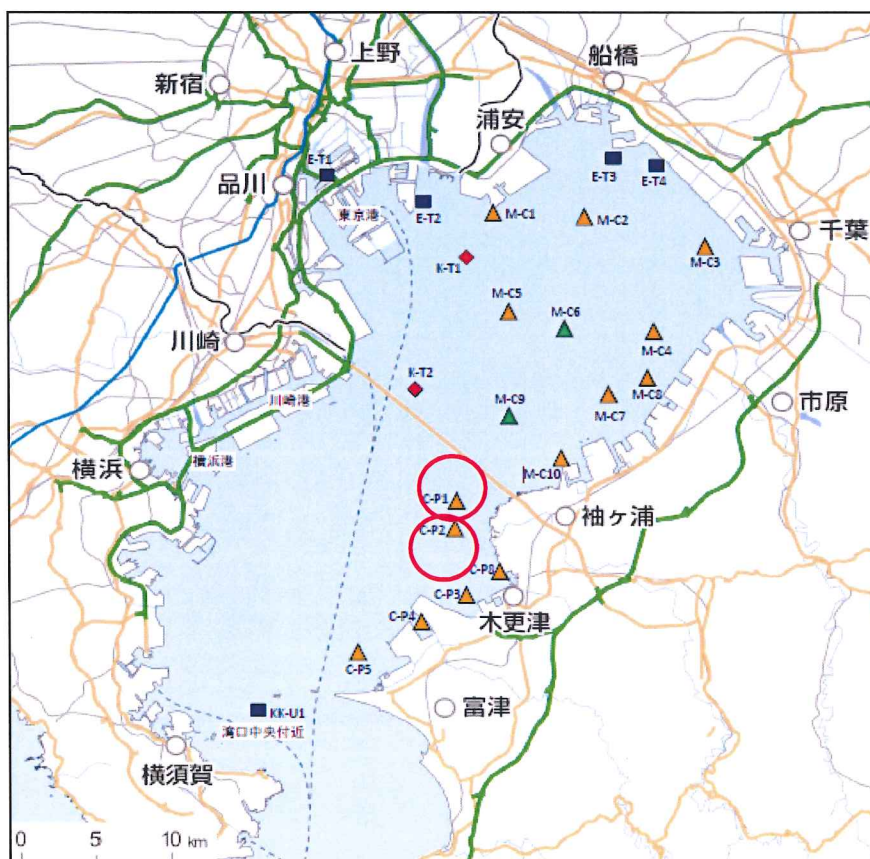 上野
船橋
新宿
浦安
E-T1
E-T3
E-T4
品川
東京港
E-T2
M-C1
M-C2
千葉
M-C3
K-T1
M-C5
M-C6
川崎
M-C4
K-T2
M-C8
M-C7
市原
川崎港
M-C9
横浜港
横浜
M-C10
C-P1
袖ヶ浦
C-P2
C-P8
C-P3
木更津
C-P4
C-P5
KK-U1
湾口中央付近
富津
横須賀
0 5 10 km